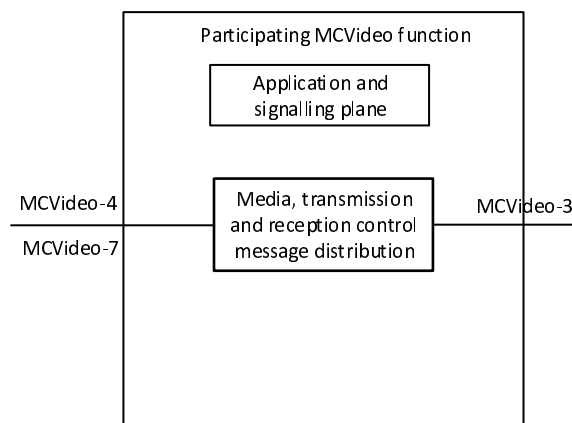 Participating MCVideo function
Application and
signalling plane
MCVideo-4
MCVideo-7
Media, transmission
and reception control
message distribution
MCVideo-3